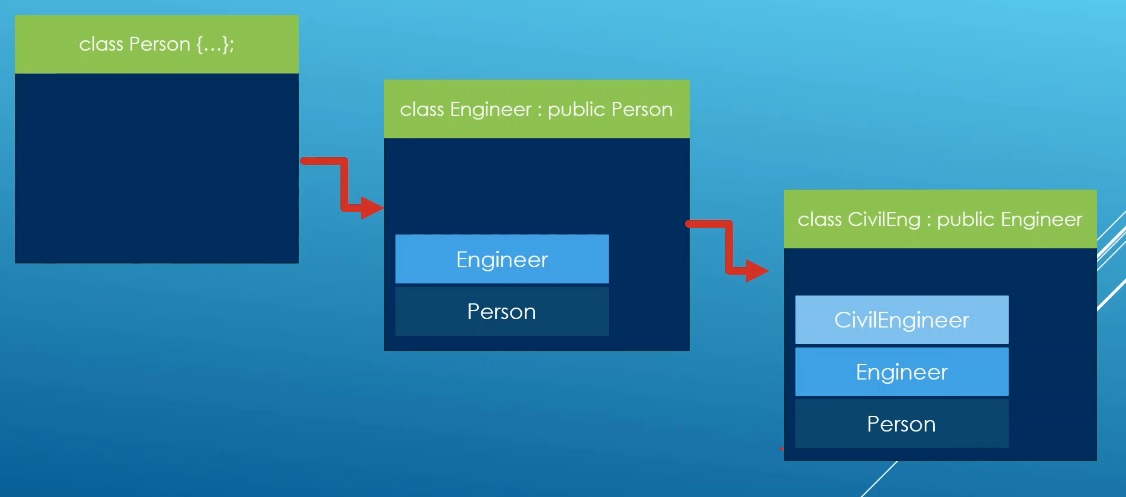 class Person {...};
class Engineer : public Person
Engineer
Person
class CivilEng : public Engineer
CivilEngineer
Engineer
Person